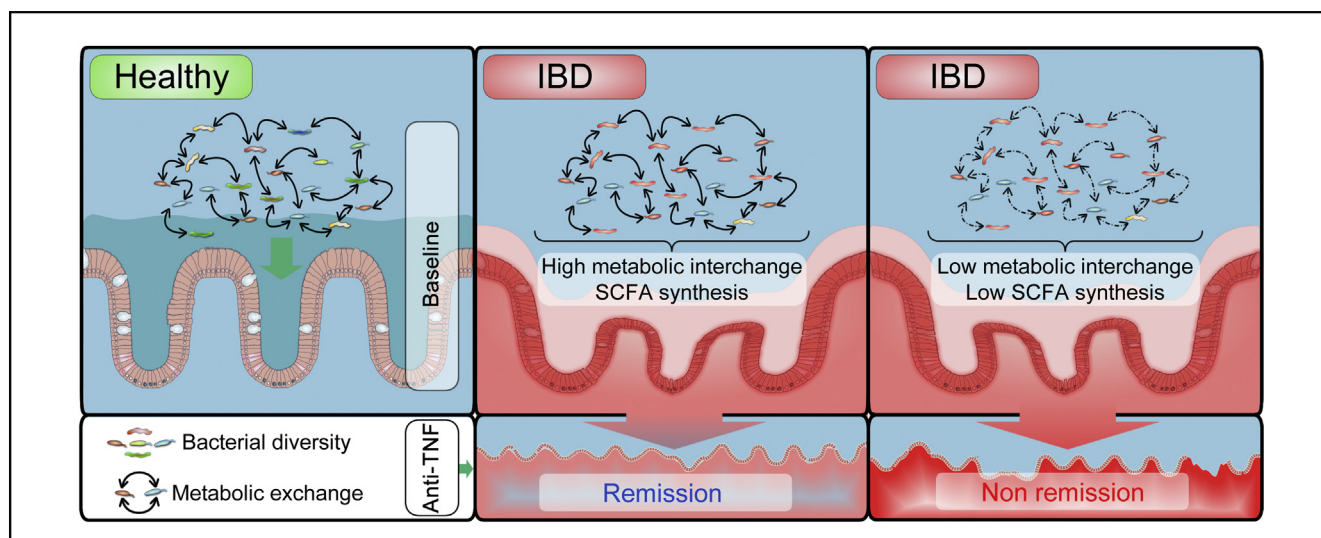 Healthy
IBD
IBD
Baseline
High metabolic interchange
SCFA synthesis
Low metabolic interchange
Low SCFA synthesis
Bacterial diversity
Metabolic exchange
Anti-TNF
Remission
Non remission